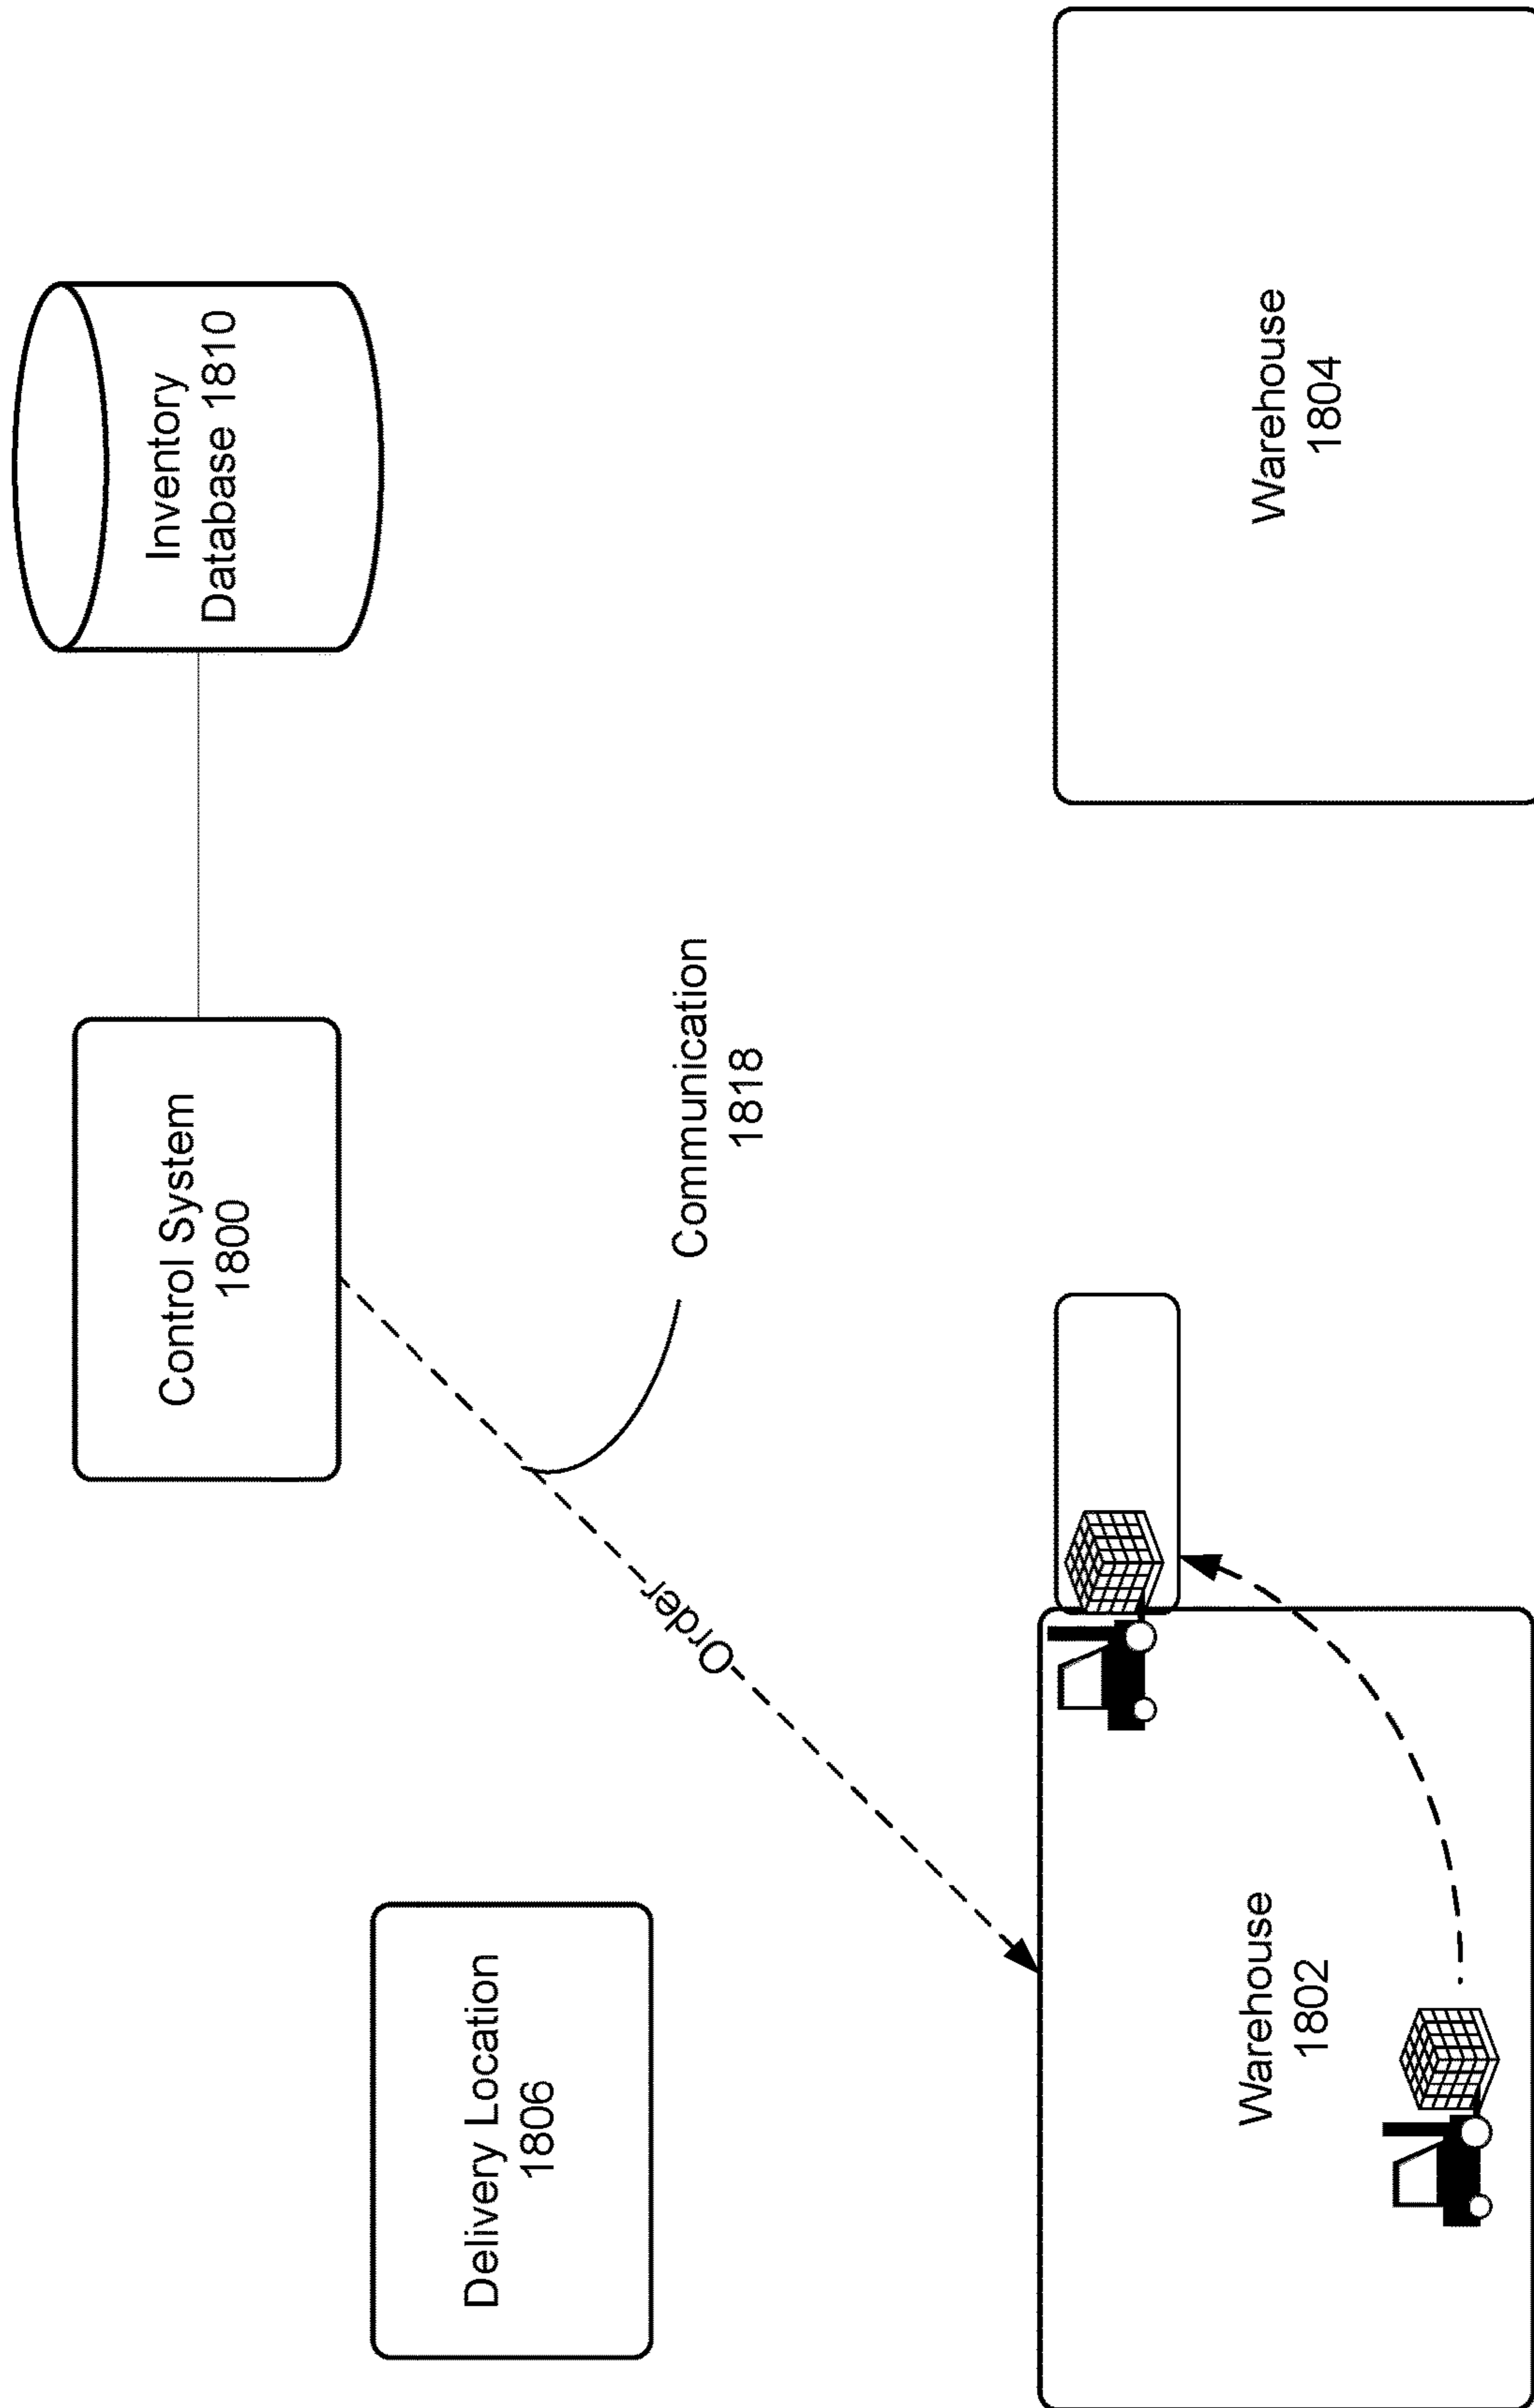 Control System
1800
Inventory
Database 1810
Delivery Location
1806
Order
Communication
1818
Warehouse
1802
Warehouse
1804